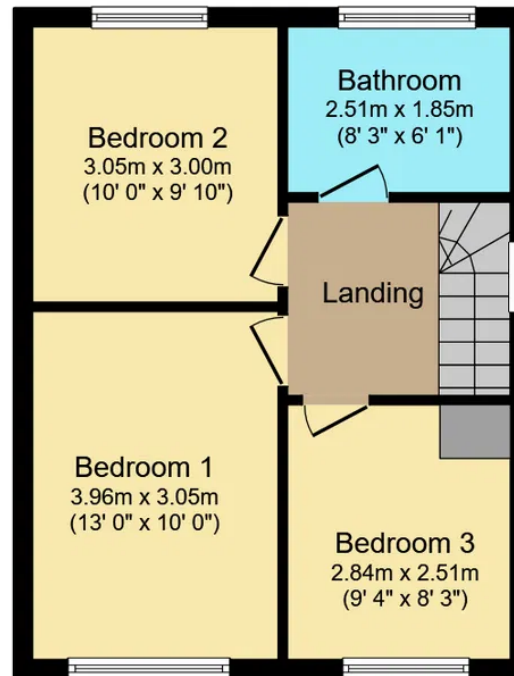 Bathroom
2.51m x 1.85m
(8' 3" x 6' 1")
Bedroom 2
3.05m x 3.00m
(10' 0" x 9' 10")
Landing
Bedroom 1
3.96m x 3.05m
(13' 0" x 10' 0")
Bedroom 3
2.84m x 2.51m
(9' 4" x 8' 3")